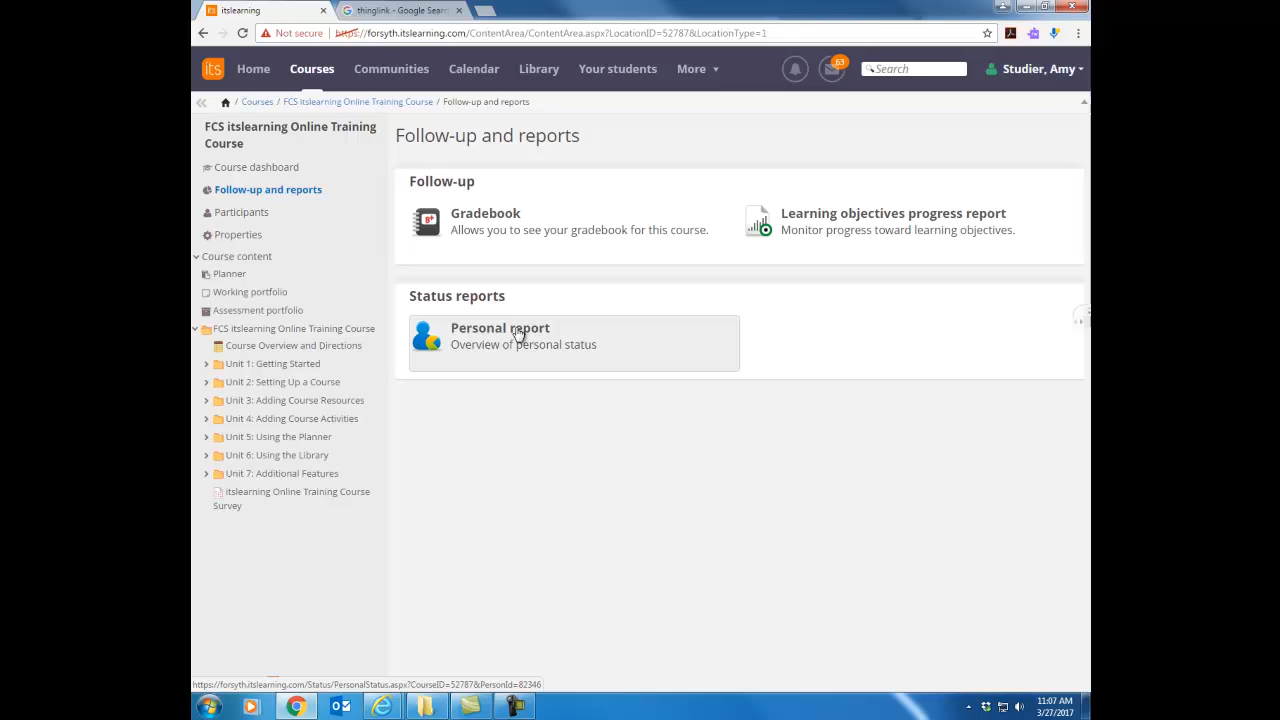 itslearning
thinglink - Google Sear
Not secure
https://forsyth.itslearning.com/ContentArea/ContentArea.aspx?LocationID=52787&LocationType=1
its Home Courses Communities Calendar Library Your students More 63 Search Studier, Amy
/ Courses / FCS itslearning Online Training Course / Follow-up and reports
FCS itslearning Online Training
Course
Course dashboard
Follow-up and reports
Participants
Properties
Course content
Planner
Working portfolio
Assessment portfolio
FCS itslearning Online Training Course
Course Overview and Directions
Unit 1: Getting Started
Unit 2: Setting Up a Course
Unit 3: Adding Course Resources
Unit 4: Adding Course Activities
Unit 5: Using the Planner
Unit 6: Using the Library
Unit 7: Additional Features
itslearning Online Training Course
Survey
Follow-up and reports
Follow-up
Gradebook
Allows you to see your gradebook for this course.
Learning objectives progress report
Monitor progress toward learning objectives.
Status reports
Personal report
Overview of personal status
https://forsyth.itslearning.com/Status/PersonalStatus.aspx?CourseID=52787&PersonId=82346
11:07 AM
3/27/2017